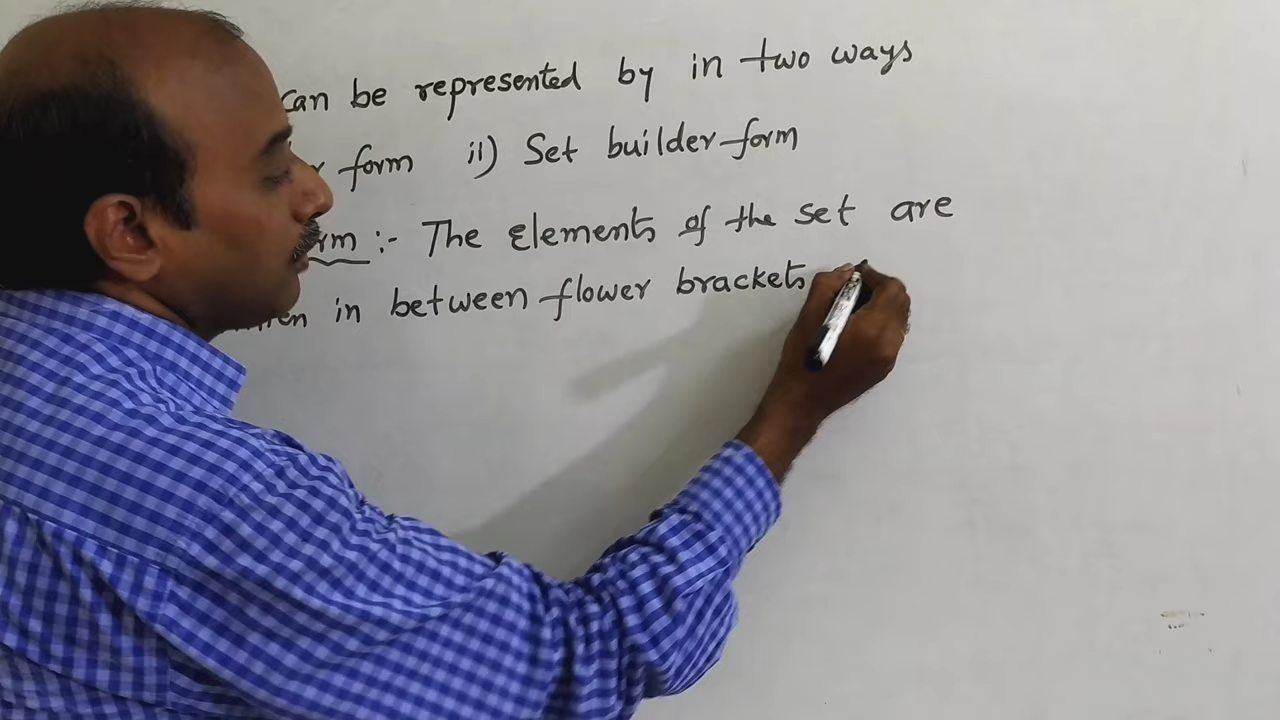 can be represented by in two ways
form ii) Set builder form
:- The Elements of the set are
in between flower brackets